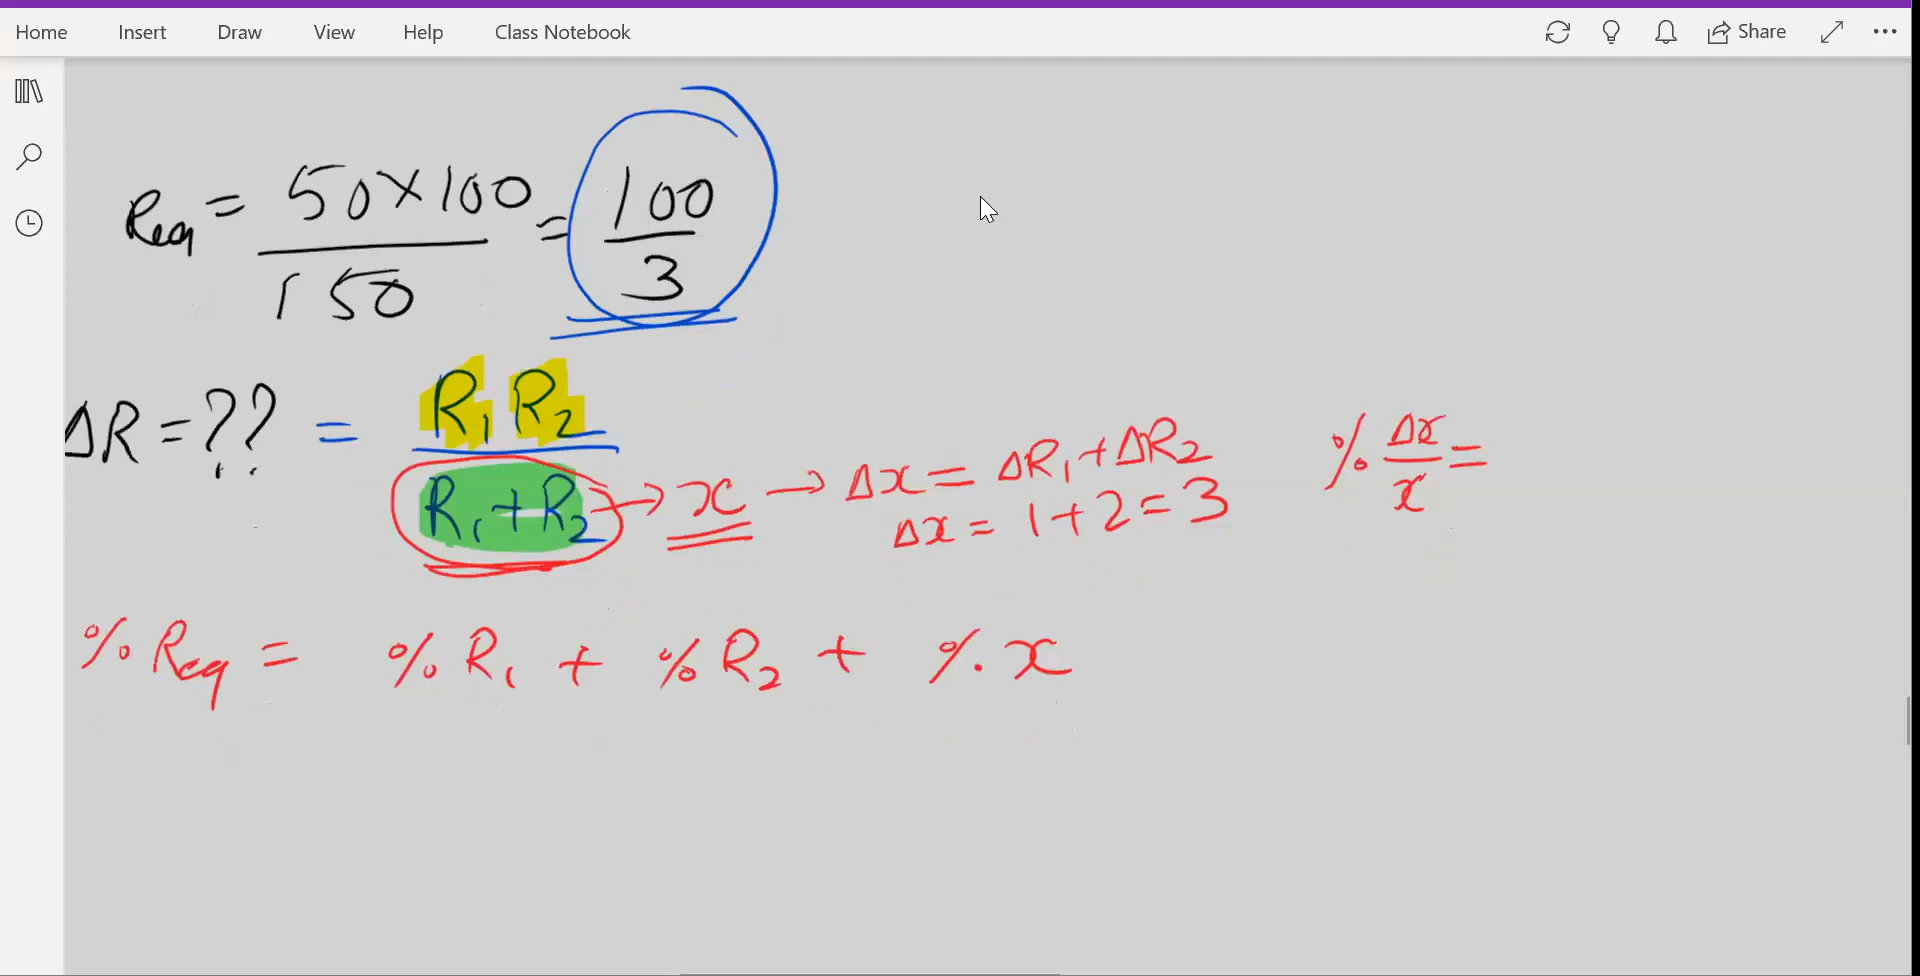 Home Insert Draw View Help Class Notebook Share
Req = 50×100 / 150 = 100 / 3
ΔR = ?? = R₁ R₂ / R₁+R₂ → x → Δx = ΔR₁+ΔR₂
Δx = 1+2 = 3
% Δx / x =
% Req = % R₁ + % R₂ + % x